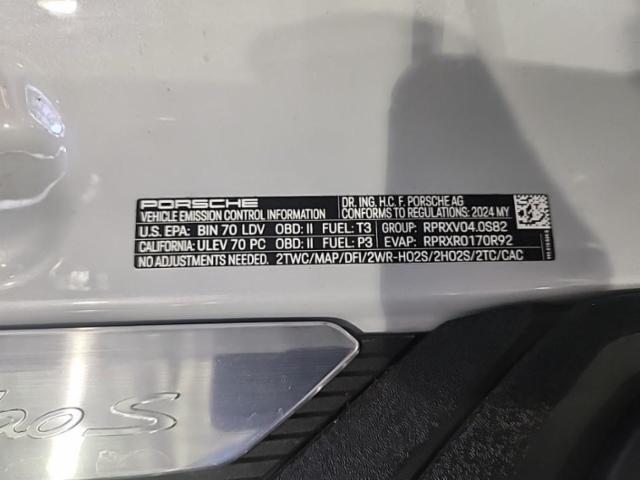 PORSCHE
VEHICLE EMISSION CONTROL INFORMATION
DR. ING. H.C. F. PORSCHE AG
CONFORMS TO REGULATIONS: 2024 MY
U.S. EPA: BIN 70 LDV OBD: II FUEL: T3 GROUP: RPRXV04.0S82
CALIFORNIA: ULEV 70 PC OBD: II FUEL: P3 EVAP: RPRXR0170R92
NO ADJUSTMENTS NEEDED. 2TWC/MAP/DFI/2WR-HO2S/2HO2S/2TC/CAC
S